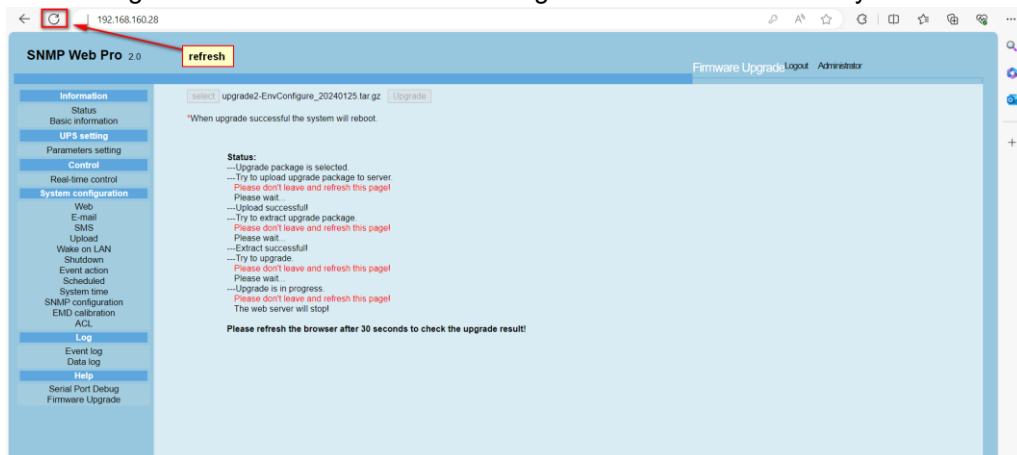 192.168.160.28
SNMP Web Pro 2.0
refresh
Firmware Upgrade Logout Administrator
Information
Status
Basic information
UPS setting
Parameters setting
Control
Real-time control
System configuration
Web
E-mail
SMS
Upload
Wake on LAN
Shutdown
Event action
Scheduled
System time
SNMP configuration
EMD calibration
ACL
Log
Event log
Data log
Help
Serial Port Debug
Firmware Upgrade
select upgrade2-EnvConfigure_20240125.tar.gz Upgrade
*When upgrade successful the system will reboot.
Status:
---Upgrade package is selected.
---Try to upload upgrade package to server.
Please don't leave and refresh this page!
Please wait...
---Upload successful!
---Try to extract upgrade package.
Please don't leave and refresh this page!
Please wait...
---Extract successful!
---Try to upgrade.
Please don't leave and refresh this page!
Please wait...
---Upgrade is in progress.
Please don't leave and refresh this page!
The web server will stop!
Please refresh the browser after 30 seconds to check the upgrade result!